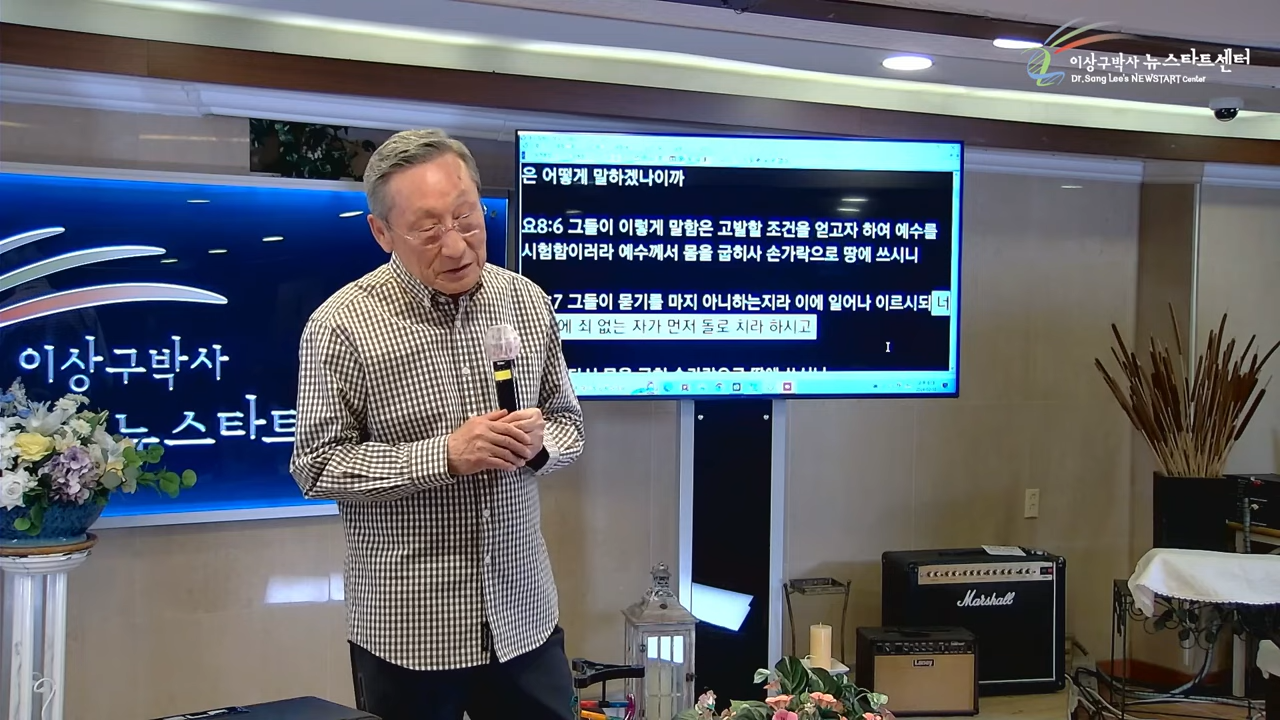 이상구박사 뉴스타트센터
Dr. Sang Lee's NEWSTART Center
은 어떻게 말하겠나이까
요8:6 그들이 이렇게 말함은 고발할 조건을 얻고자 하여 예수를
시험함이러라 예수께서 몸을 굽히사 손가락으로 땅에 쓰시니
7 그들이 묻기를 마지 아니하는지라 이에 일어나 이르시되 너
에 죄 없는 자가 먼저 돌로 치라 하시고
이상구박사
뉴스타트
Marshall
Laney